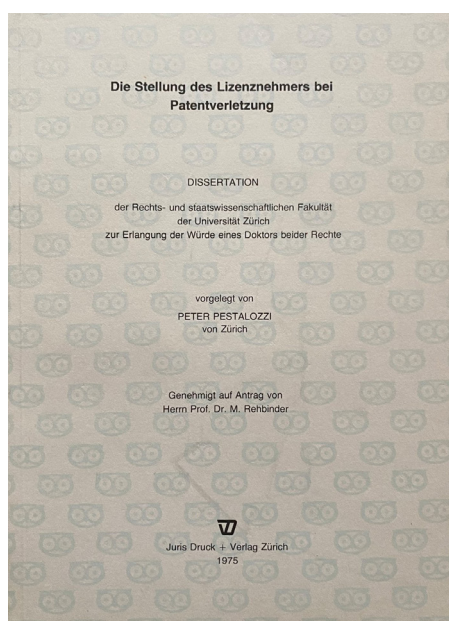 Die Stellung des Lizenznehmers bei
Patentverletzung
DISSERTATION
der Rechts- und staatswissenschaftlichen Fakultät
der Universität Zürich
zur Erlangung der Würde eines Doktors beider Rechte
vorgelegt von
PETER PESTALOZZI
von Zürich
Genehmigt auf Antrag von
Herrn Prof. Dr. M. Rehbinder
Juris Druck + Verlag Zürich
1975